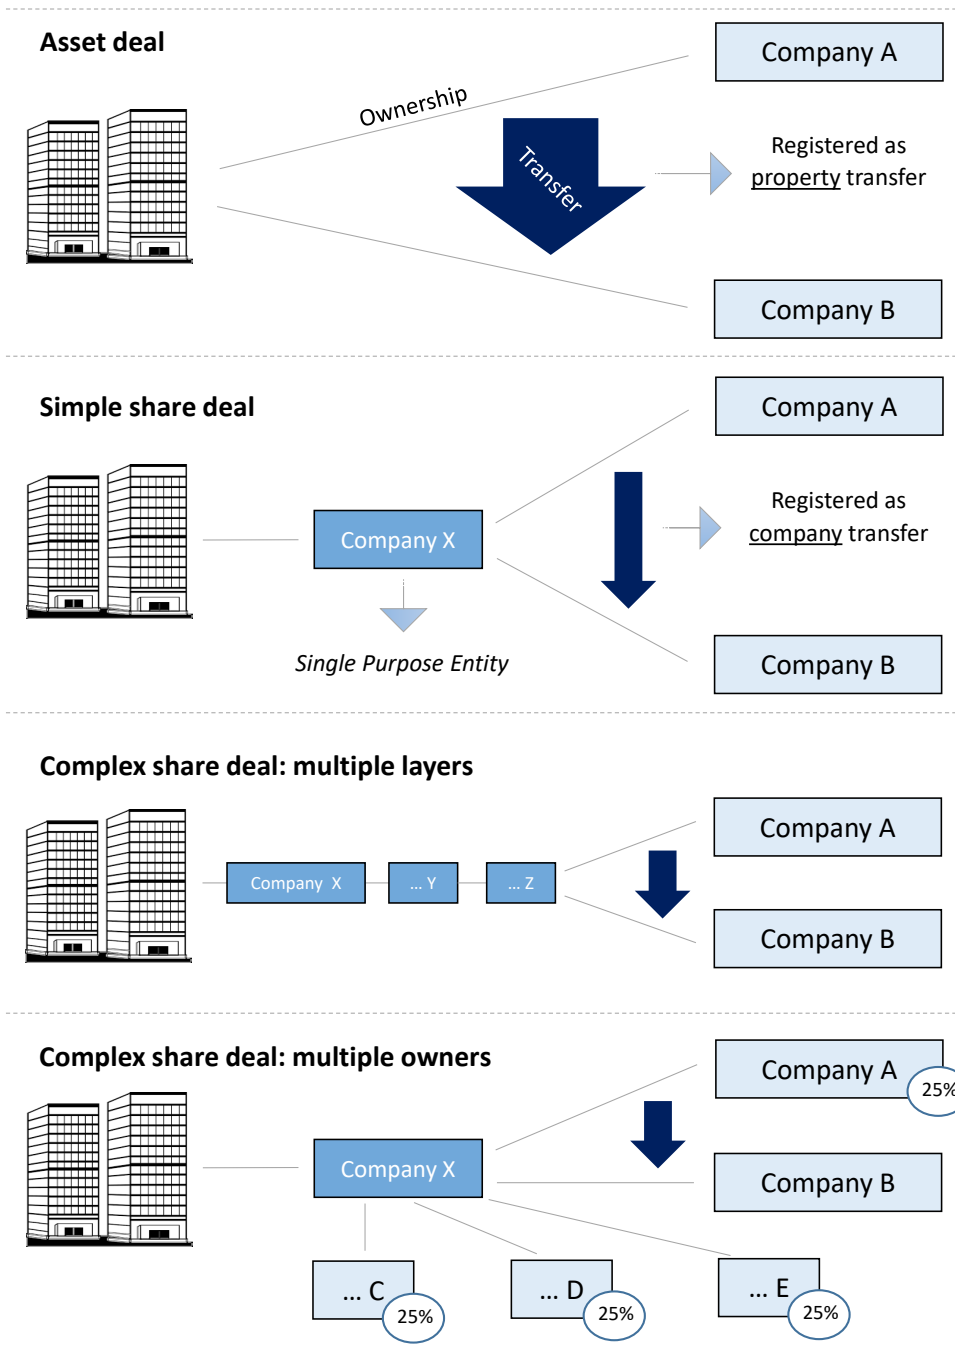 Asset deal
Company A
Ownership
Transfer
Registered as
property transfer
Company B
Simple share deal
Company A
Company X
Registered as
company transfer
Single Purpose Entity
Company B
Complex share deal: multiple layers
Company A
Company X
... Y
... Z
Company B
Complex share deal: multiple owners
Company A
25%
Company X
Company B
... C
25%
... D
25%
... E
25%